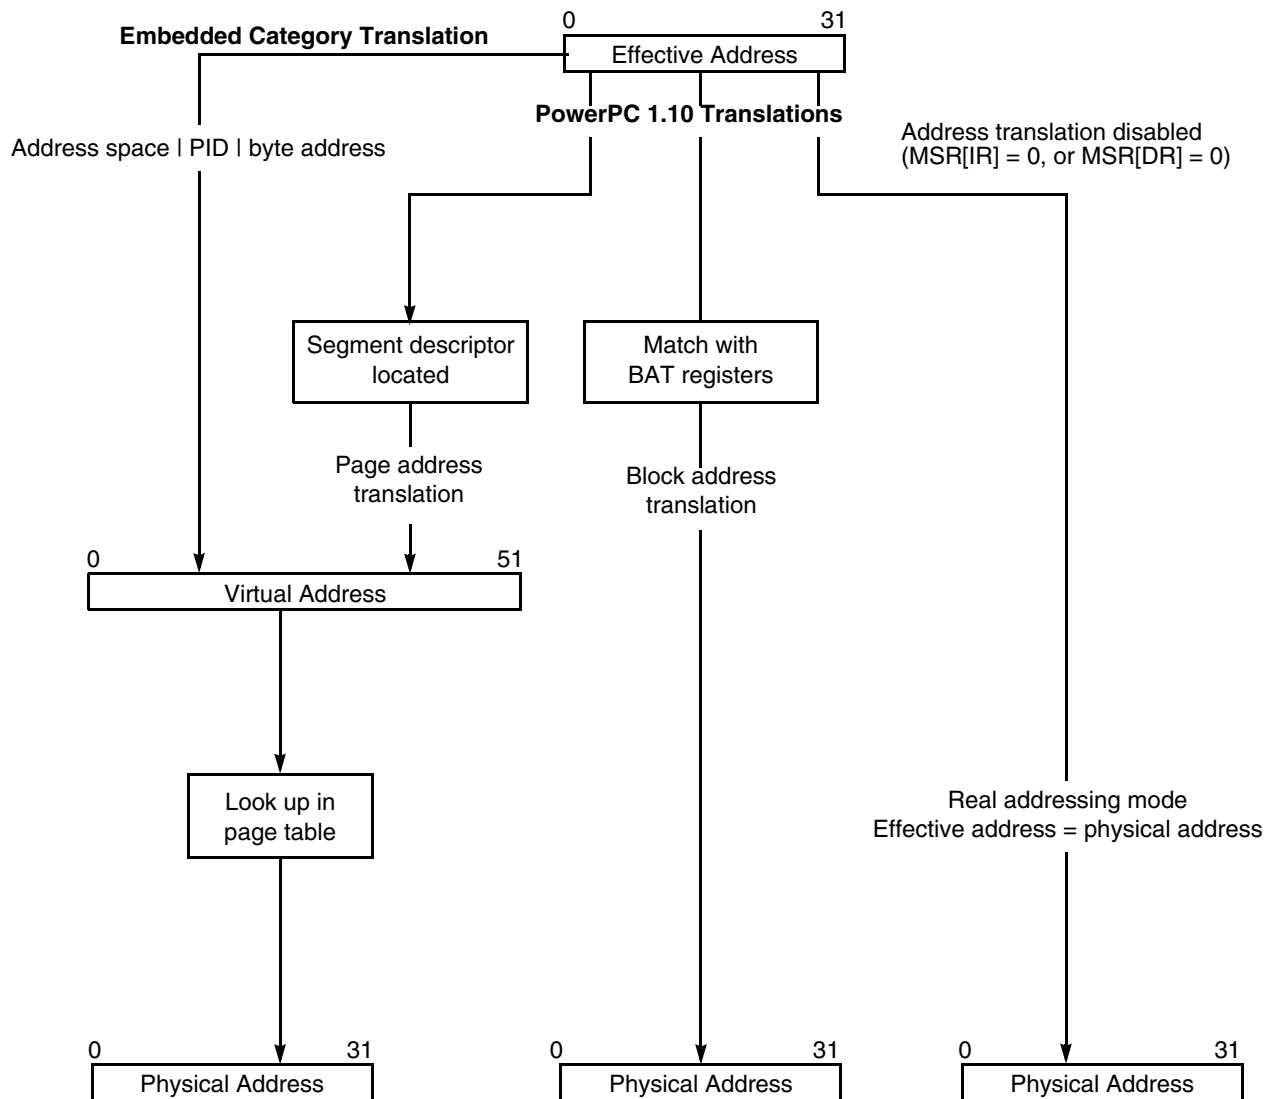 0 31
Embedded Category Translation
Effective Address
PowerPC 1.10 Translations
Address space | PID | byte address
Address translation disabled
(MSR[IR] = 0, or MSR[DR] = 0)
Segment descriptor
located
Match with
BAT registers
Page address
translation
Block address
translation
0 51
Virtual Address
Look up in
page table
Real addressing mode
Effective address = physical address
0 31
Physical Address
0 31
Physical Address
0 31
Physical Address